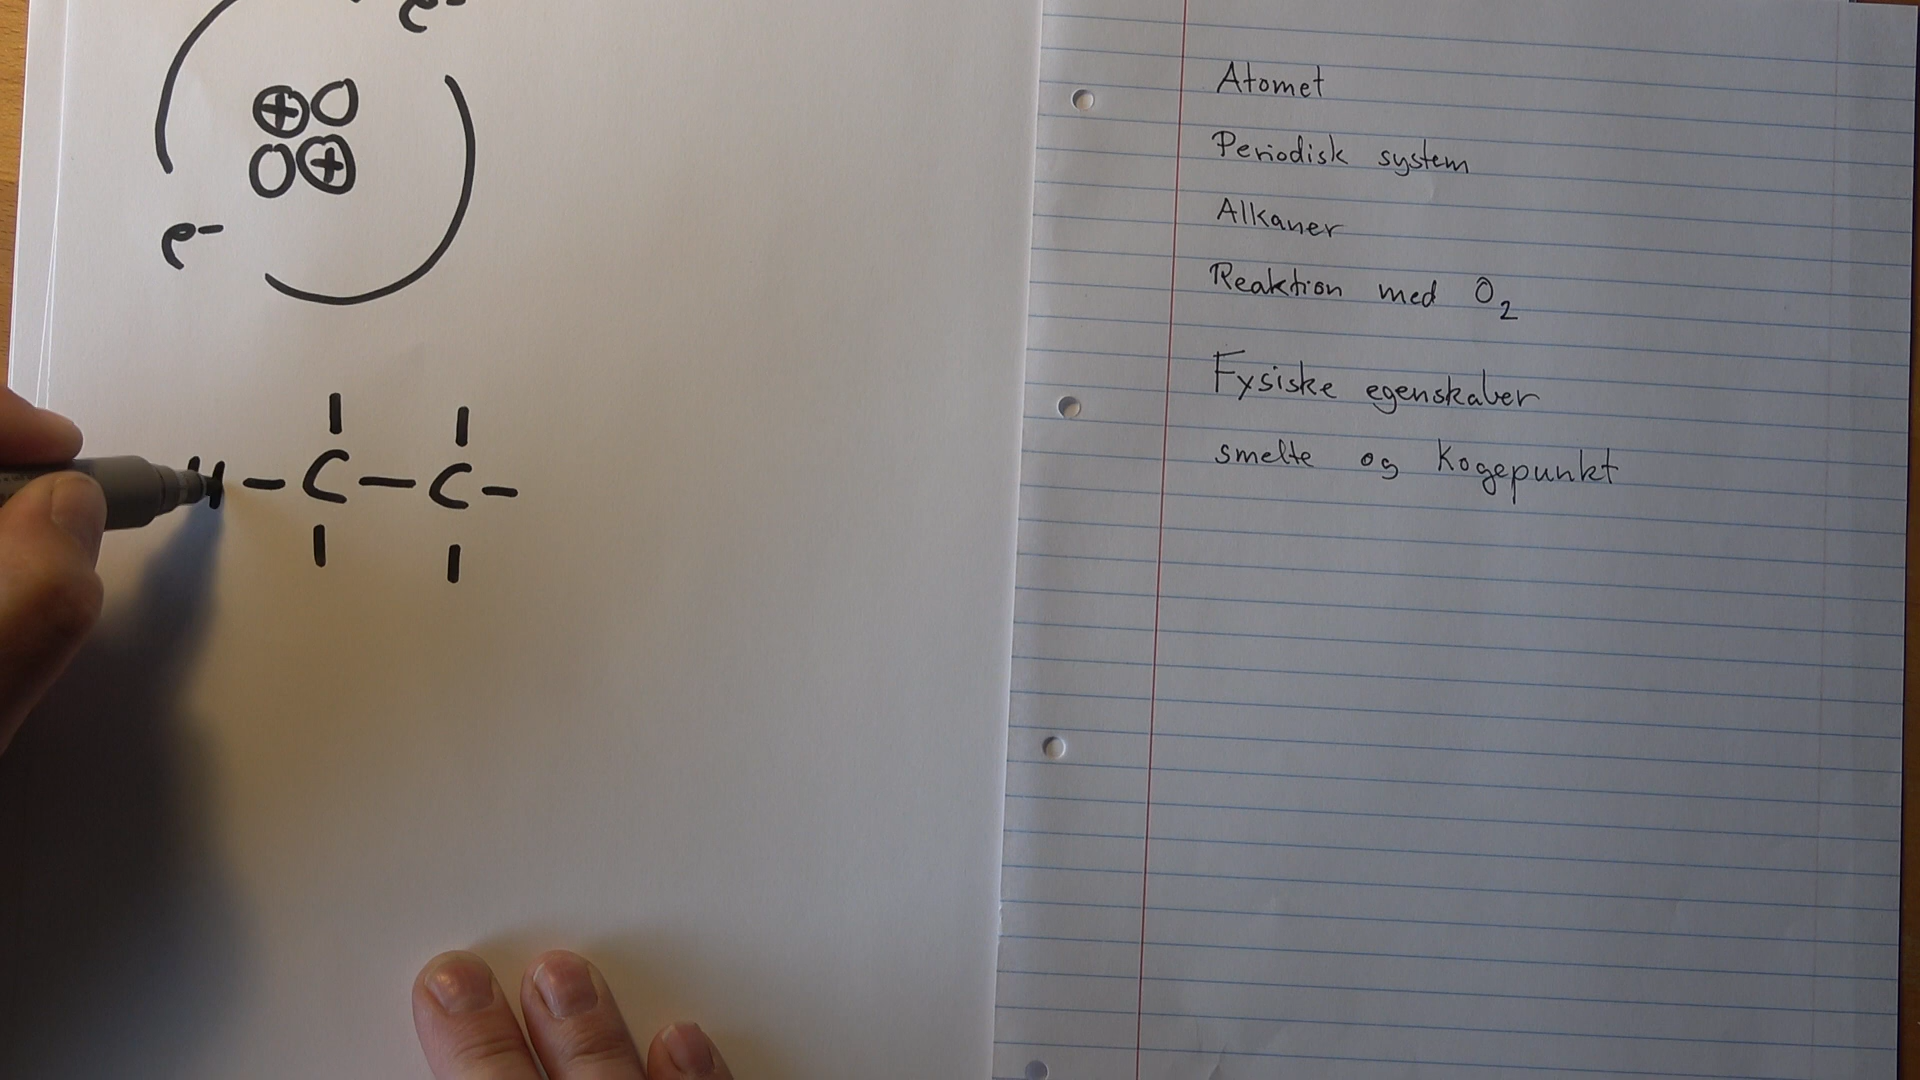 e-
+
+
e-
H - C - C -
Atomet
Periodisk system
Alkaner
Reaktion med O2
Fysiske egenskaber
smelte og Kogepunkt